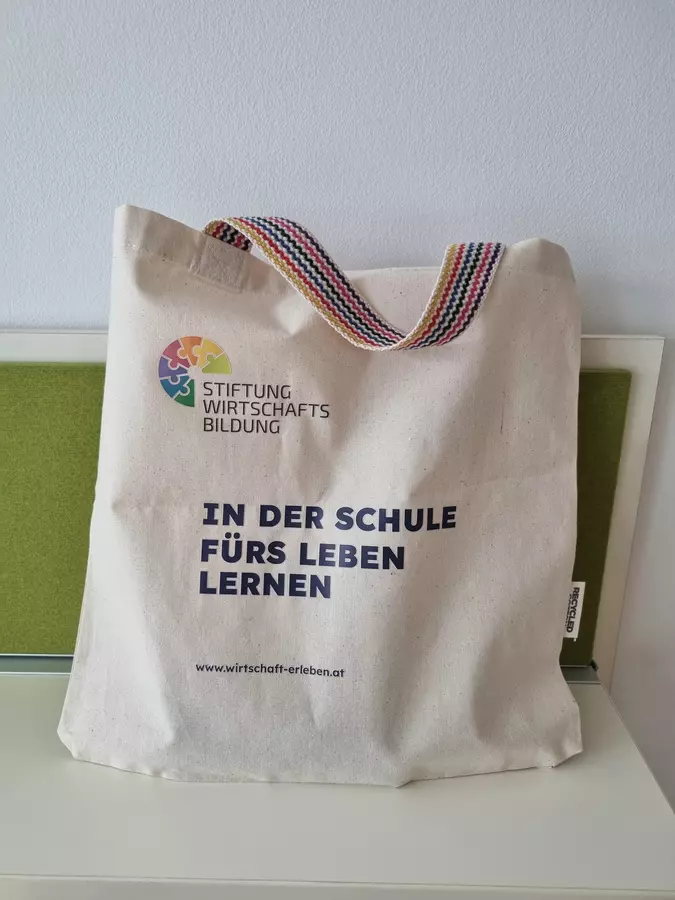 STIFTUNG
WIRTSCHAFTS
BILDUNG
IN DER SCHULE
FÜRS LEBEN
LERNEN
www.wirtschaft-erleben.at
RECYCLED